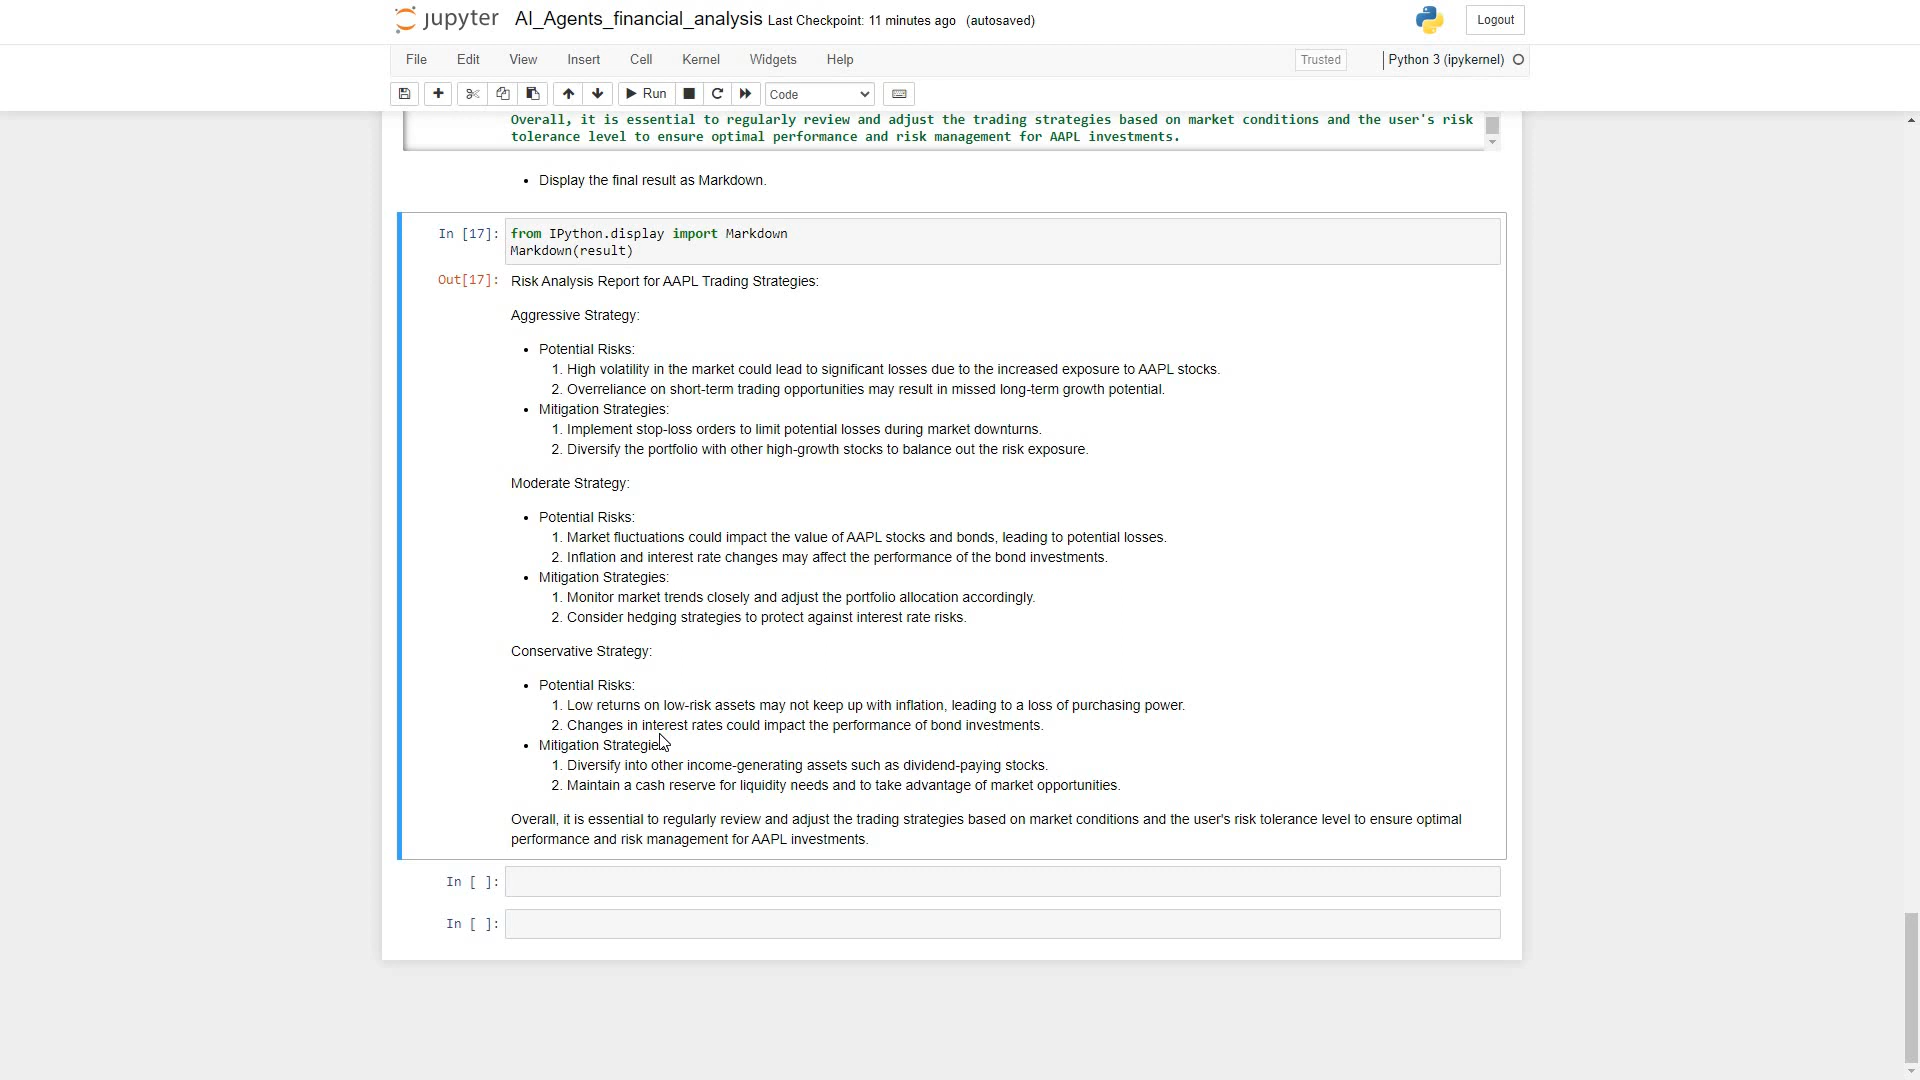 jupyter AI_Agents_financial_analysis Last Checkpoint: 11 minutes ago (autosaved) Logout
File Edit View Insert Cell Kernel Widgets Help Trusted Python 3 (ipykernel)
Run Code
Overall, it is essential to regularly review and adjust the trading strategies based on market conditions and the user's risk
tolerance level to ensure optimal performance and risk management for AAPL investments.
• Display the final result as Markdown.
In [17]: from IPython.display import Markdown
Markdown(result)
Out[17]: Risk Analysis Report for AAPL Trading Strategies:
Aggressive Strategy:
• Potential Risks:
1. High volatility in the market could lead to significant losses due to the increased exposure to AAPL stocks.
2. Overreliance on short-term trading opportunities may result in missed long-term growth potential.
• Mitigation Strategies:
1. Implement stop-loss orders to limit potential losses during market downturns.
2. Diversify the portfolio with other high-growth stocks to balance out the risk exposure.
Moderate Strategy:
• Potential Risks:
1. Market fluctuations could impact the value of AAPL stocks and bonds, leading to potential losses.
2. Inflation and interest rate changes may affect the performance of the bond investments.
• Mitigation Strategies:
1. Monitor market trends closely and adjust the portfolio allocation accordingly.
2. Consider hedging strategies to protect against interest rate risks.
Conservative Strategy:
• Potential Risks:
1. Low returns on low-risk assets may not keep up with inflation, leading to a loss of purchasing power.
2. Changes in interest rates could impact the performance of bond investments.
• Mitigation Strategies
1. Diversify into other income-generating assets such as dividend-paying stocks.
2. Maintain a cash reserve for liquidity needs and to take advantage of market opportunities.
Overall, it is essential to regularly review and adjust the trading strategies based on market conditions and the user's risk tolerance level to ensure optimal
performance and risk management for AAPL investments.
In [ ]:
In [ ]: